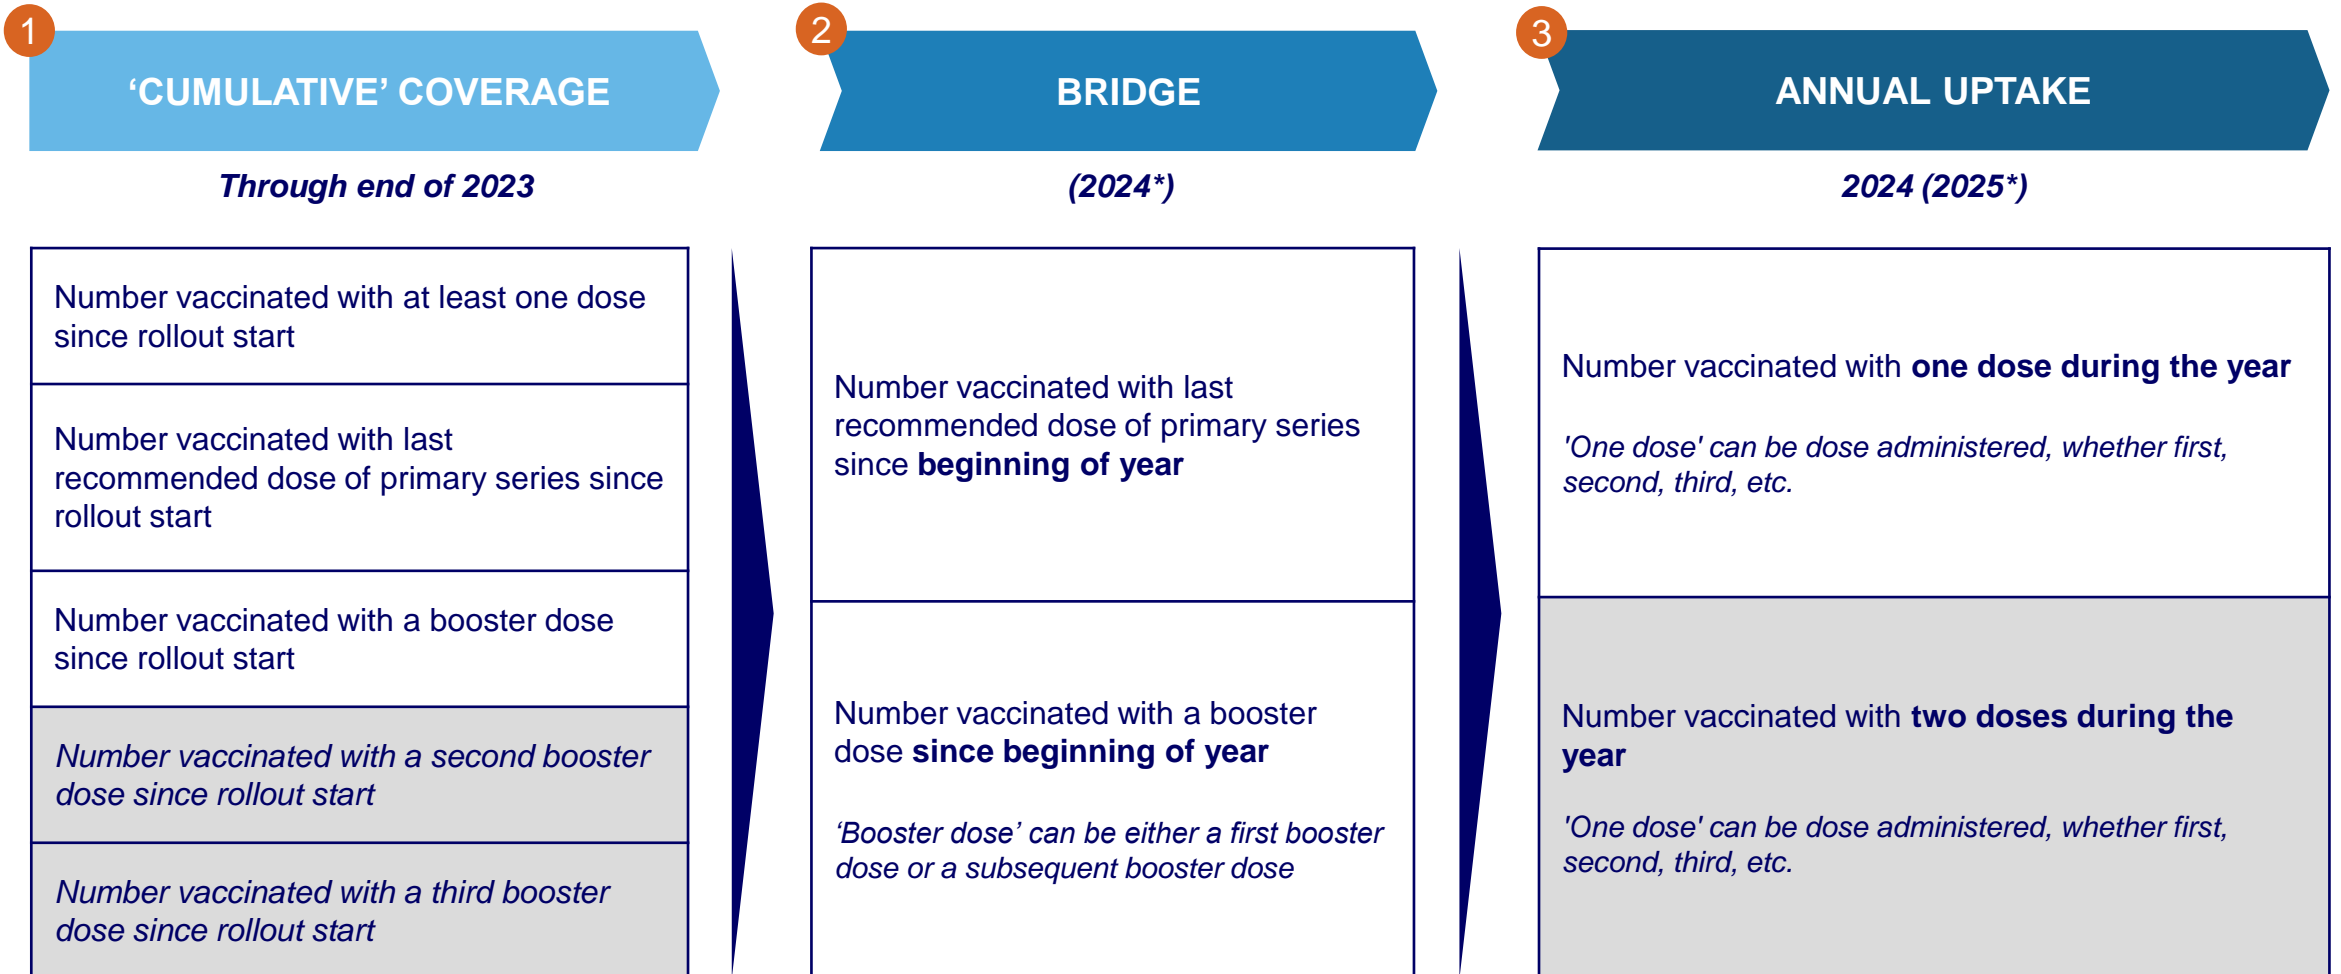 1
‘CUMULATIVE’ COVERAGE
Through end of 2023
Number vaccinated with at least one dose
since rollout start
Number vaccinated with last
recommended dose of primary series since
rollout start
Number vaccinated with a booster dose
since rollout start
Number vaccinated with a second booster
dose since rollout start
Number vaccinated with a third booster
dose since rollout start
2
BRIDGE
(2024*)
Number vaccinated with last
recommended dose of primary series
since beginning of year
Number vaccinated with a booster
dose since beginning of year
‘Booster dose’ can be either a first booster
dose or a subsequent booster dose
3
ANNUAL UPTAKE
2024 (2025*)
Number vaccinated with one dose during the year
'One dose' can be dose administered, whether first,
second, third, etc.
Number vaccinated with two doses during the
year
'One dose' can be dose administered, whether first,
second, third, etc.